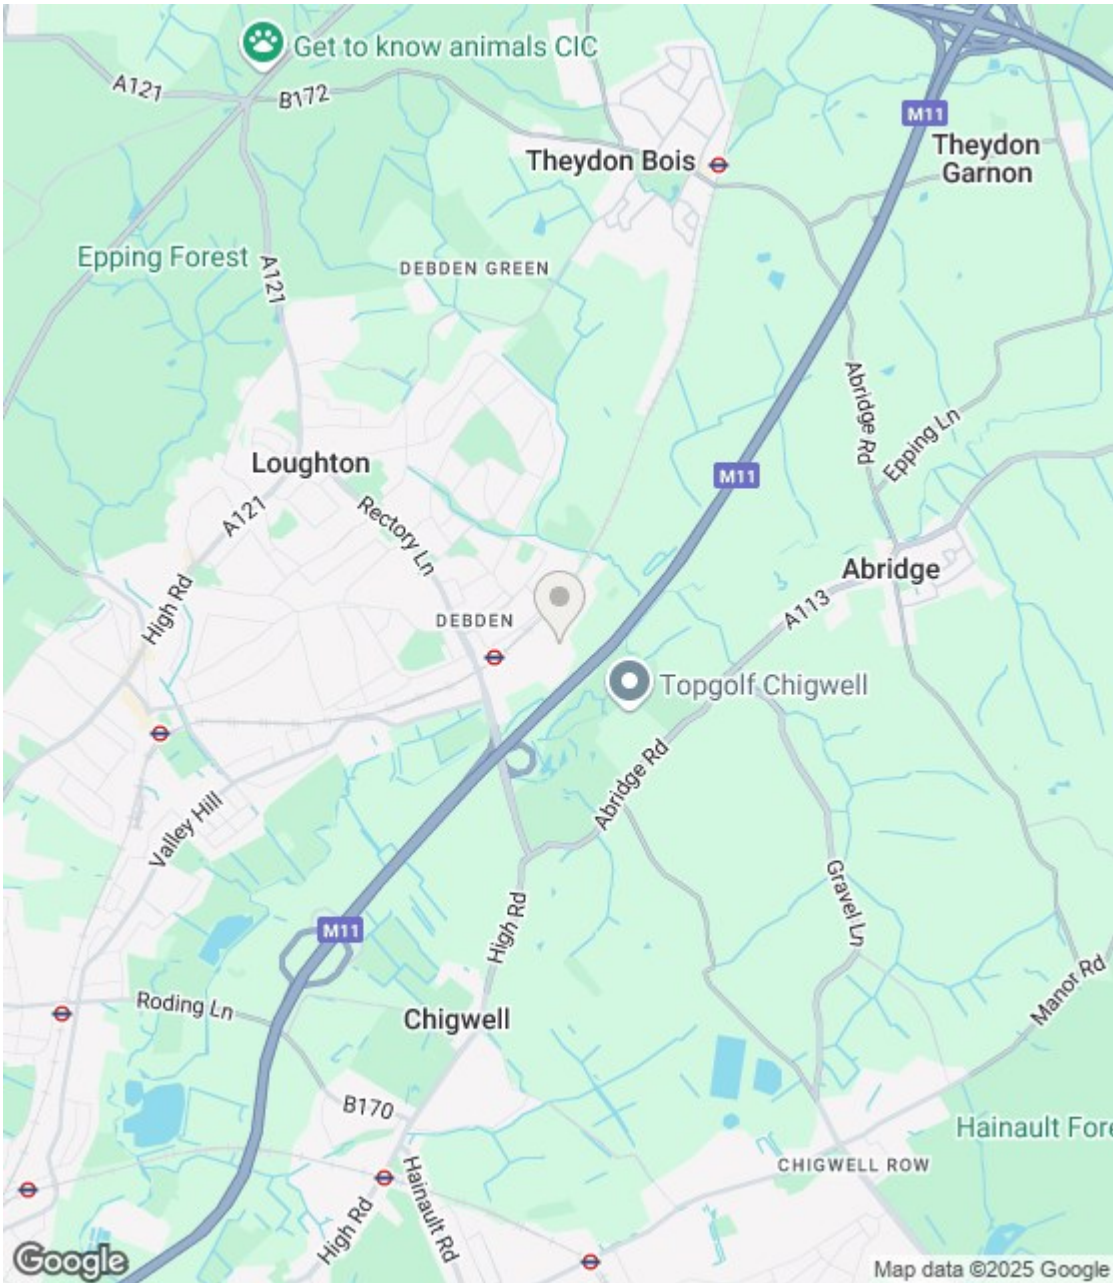 Get to know animals CIC
A121
B172
M11
Theydon Bois
Theydon
Garnon
Epping Forest
A121
DEBDEN GREEN
Abridge Rd
Epping Ln
Loughton
M11
A121
Rectory Ln
Abridge
High Rd
DEBDEN
A113
Topgolf Chigwell
Abridge Rd
Valley Hill
Gravel Ln
M11
High Rd
Manor Rd
Roding Ln
Chigwell
B170
Hainault Fore
CHIGWELL ROW
High Rd
Hainault Rd
Google
Map data ©2025 Google